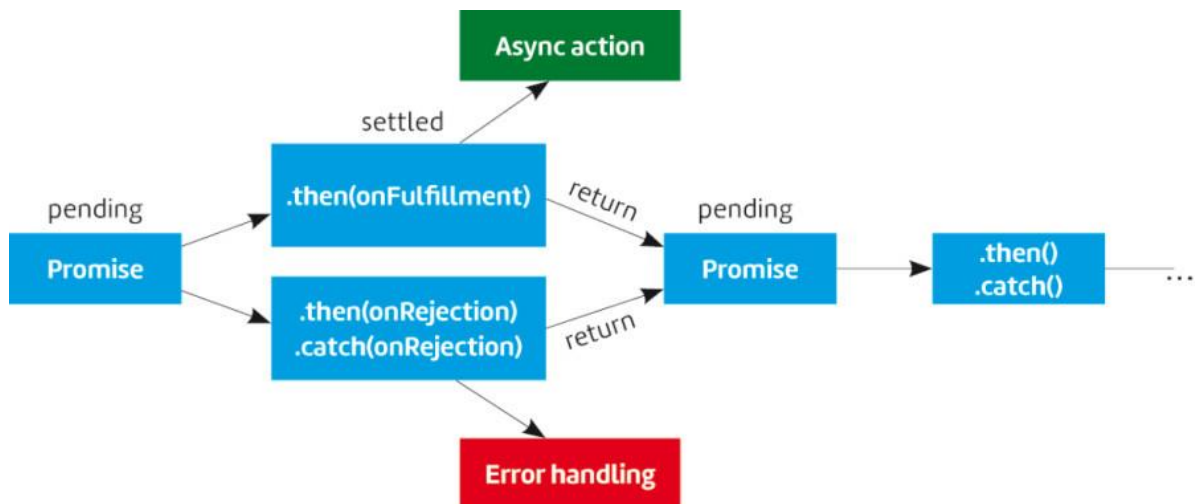 Async action
settled
.then(onFulfillment)
return
pending
pending
Promise
Promise
.then()
.catch()
...
.then(onRejection)
.catch(onRejection)
return
Error handling